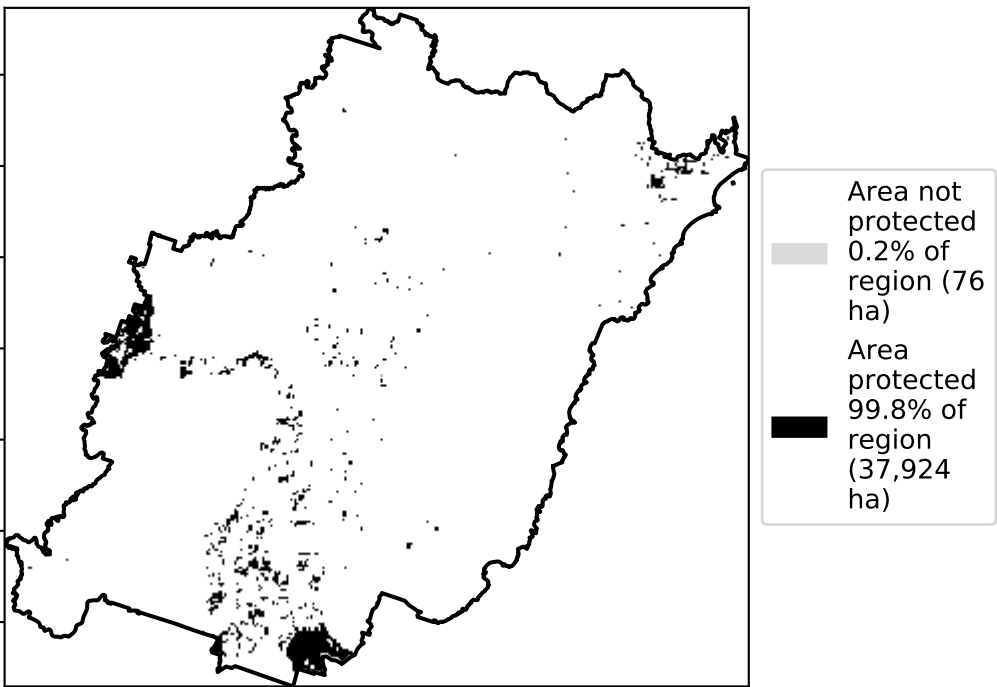 Area not
protected
0.2% of
region (76
ha)
Area
protected
99.8% of
region
(37,924
ha)